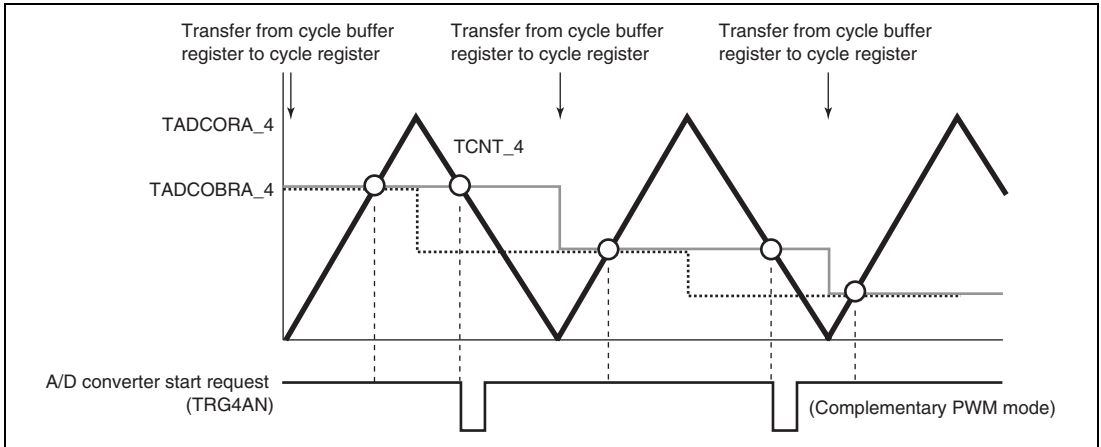 Transfer from cycle buffer
register to cycle register
Transfer from cycle buffer
register to cycle register
Transfer from cycle buffer
register to cycle register
TADCORA_4
TCNT_4
TADCOBRA_4
A/D converter start request
(TRG4AN)
(Complementary PWM mode)